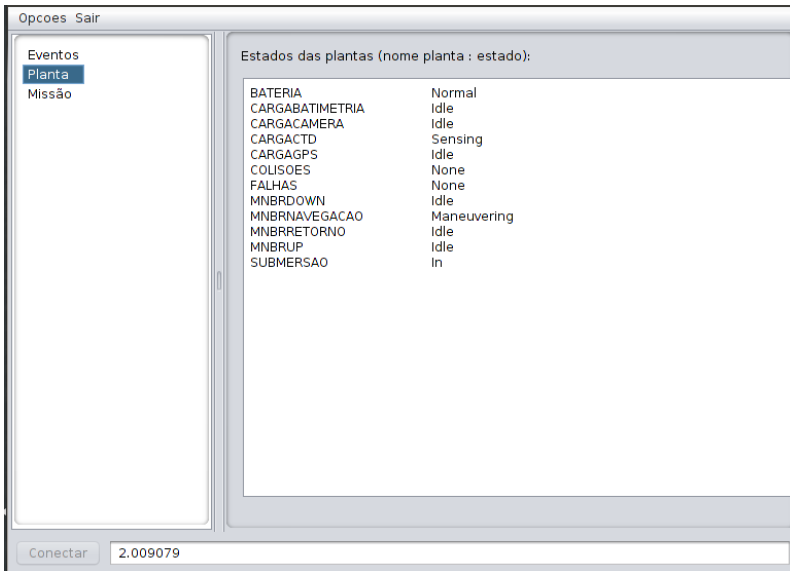 Opcoes Sair
Eventos
Planta
Missão
Estados das plantas (nome planta : estado):
BATERIA Normal
CARGABATIMETRIA Idle
CARGACAMERA Idle
CARGACTD Sensing
CARGAGPS Idle
COLISOES None
FALHAS None
MNBRDOWN Idle
MNBRNAVEGACAO Maneuvering
MNBRRETORNO Idle
MNBRUP Idle
SUBMERSAO In
Conectar 2.009079